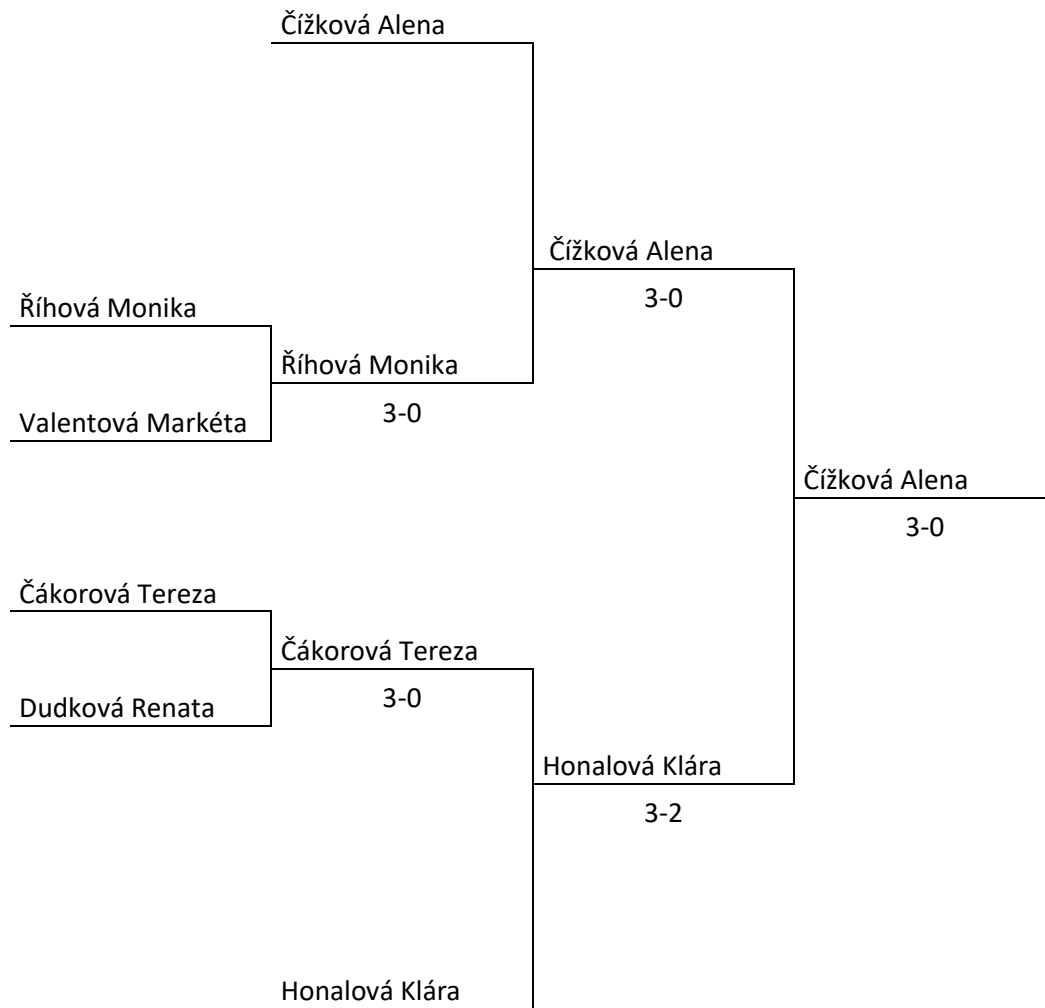 Čížková Alena
Čížková Alena
3-0
Říhová Monika
Říhová Monika
3-0
Valentová Markéta
Čížková Alena
3-0
Čákorová Tereza
Čákorová Tereza
3-0
Dudková Renata
Honalová Klára
3-2
Honalová Klára